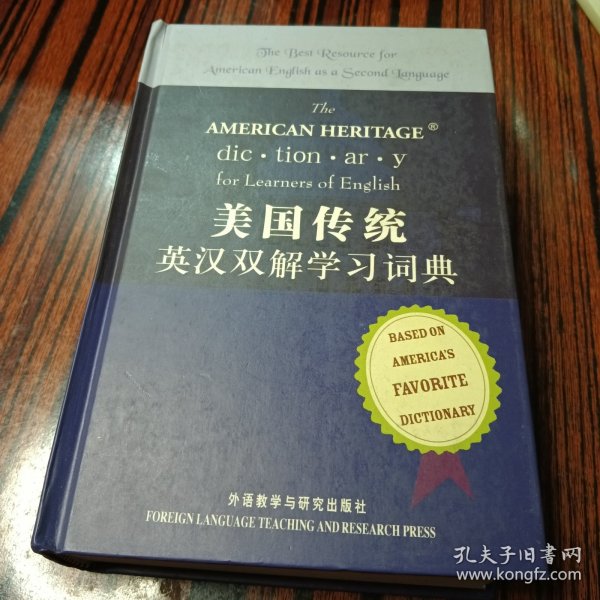 The Best Resource for
American English as a Second Language
The
AMERICAN HERITAGE®
dic · tion · ar · y
for Learners of English
美国传统
英汉双解学习词典
BASED ON
AMERICA'S
FAVORITE
DICTIONARY
外语教学与研究出版社
FOREIGN LANGUAGE TEACHING AND RESEARCH PRESS
孔夫子旧书网
www.kongfz.com